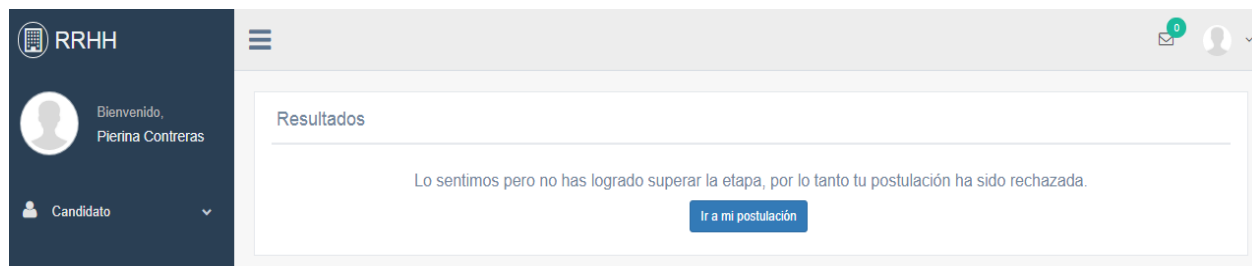 RRHH
0
Bienvenido,
Pierina Contreras
Candidato
Resultados
Lo sentimos pero no has logrado superar la etapa, por lo tanto tu postulación ha sido rechazada.
Ir a mi postulación